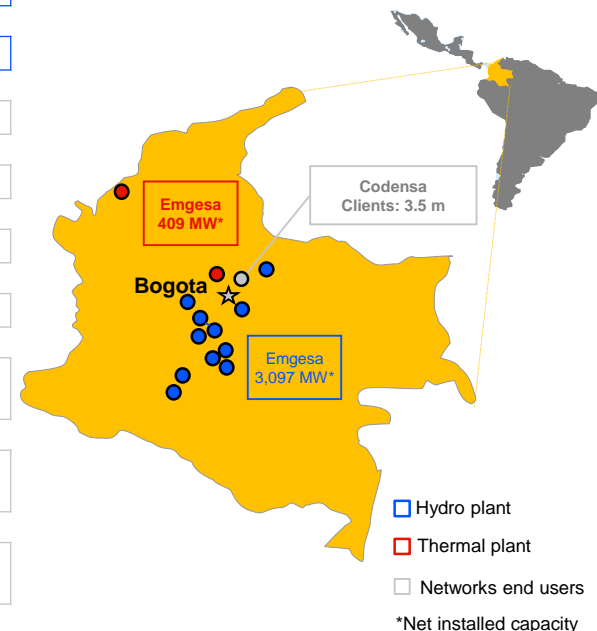 Codensa
Clients: 3.5 m
Emgesa
409 MW*
Bogota
Emgesa
3,097 MW*
Hydro plant
Thermal plant
Networks end users
*Net installed capacity